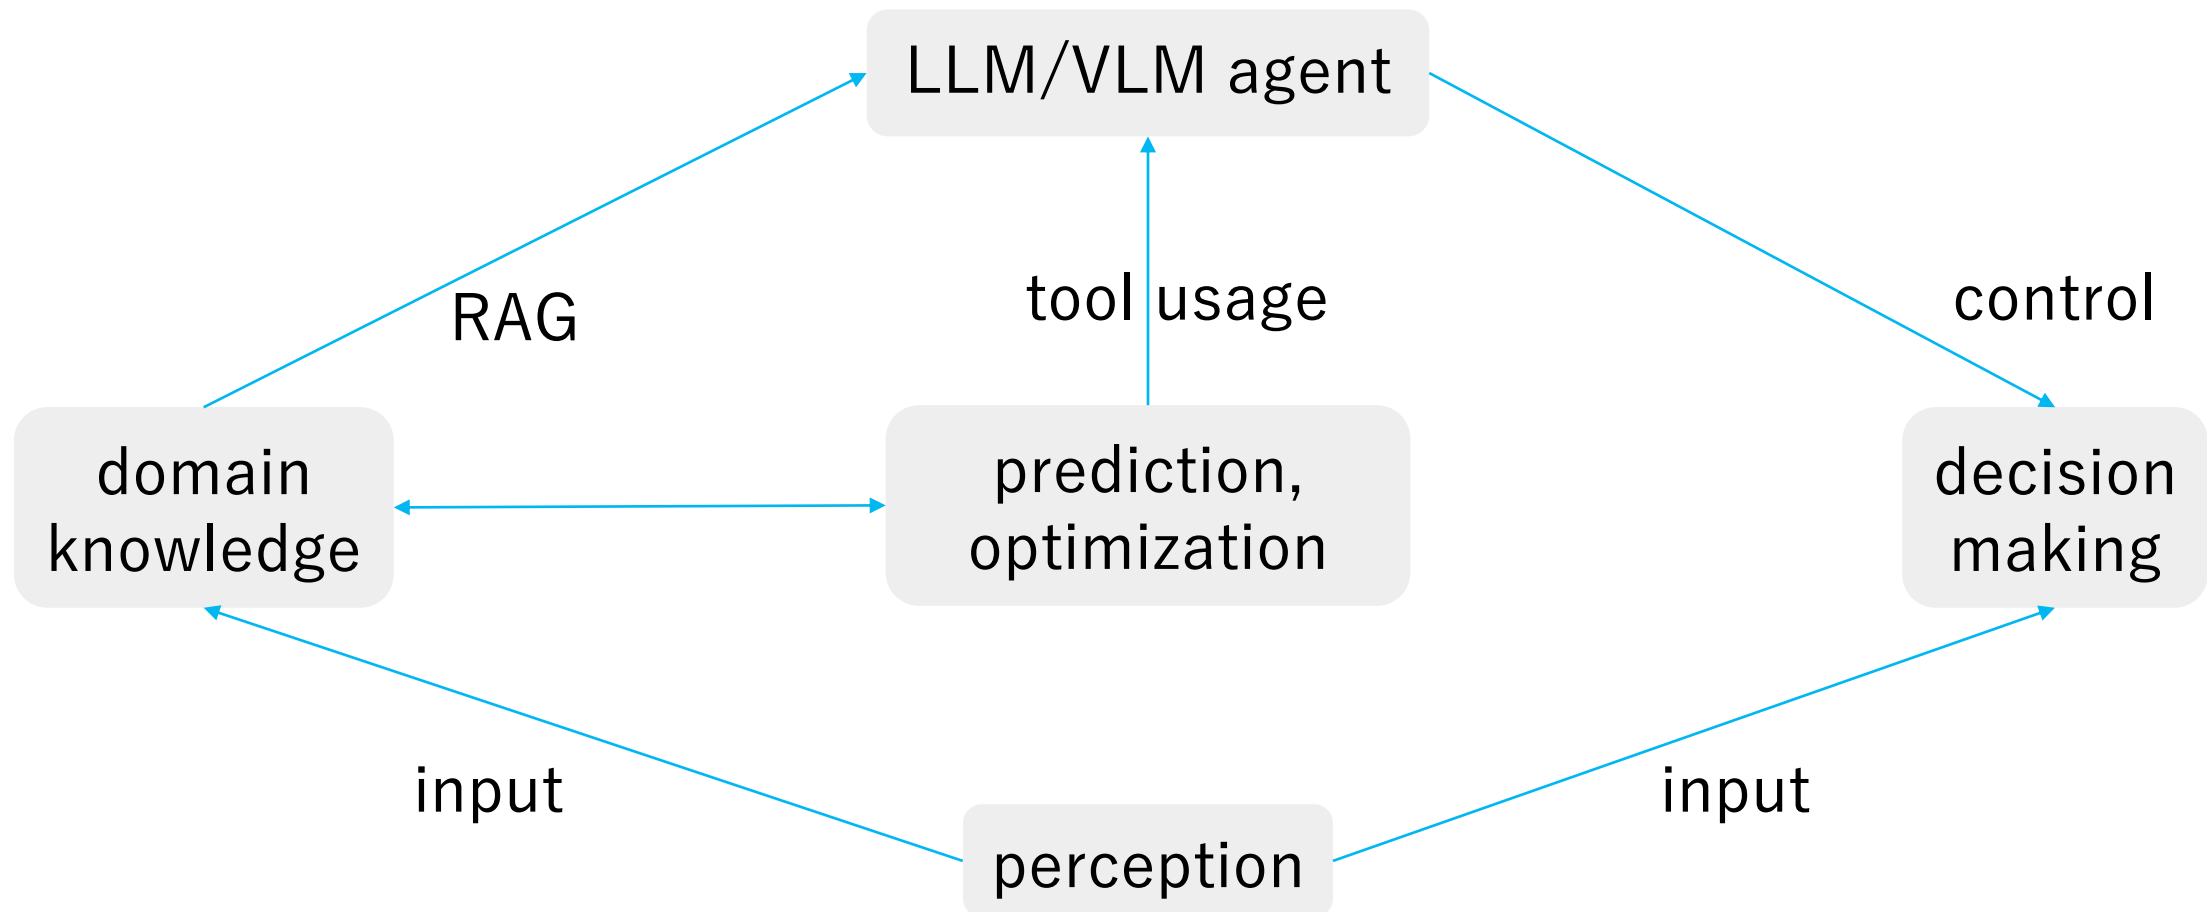 LLM/VLM agent
RAG
tool usage
control
domain
knowledge
prediction,
optimization
decision
making
input
input
perception